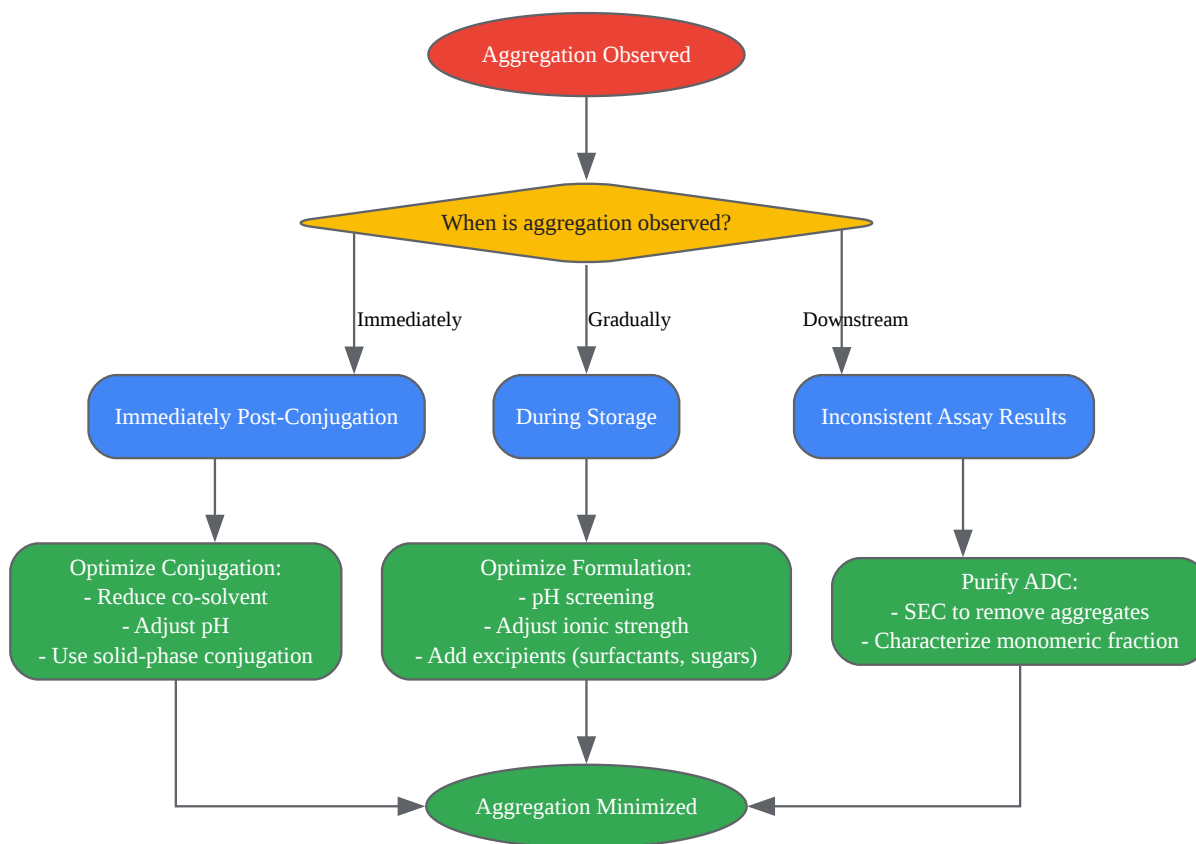 Aggregation Observed
When is aggregation observed?
Immediately
Gradually
Downstream
Immediately Post-Conjugation
During Storage
Inconsistent Assay Results
Optimize Conjugation:
- Reduce co-solvent
- Adjust pH
- Use solid-phase conjugation
Optimize Formulation:
- pH screening
- Adjust ionic strength
- Add excipients (surfactants, sugars)
Purify ADC:
- SEC to remove aggregates
- Characterize monomeric fraction
Aggregation Minimized